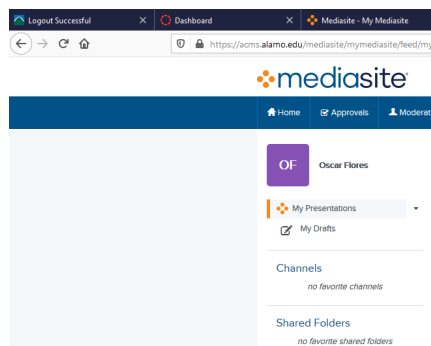 Logout Successful
Dashboard
Mediasite - My Mediasite
https://acms.alamo.edu/mediasite/mymediasite/feed/my
mediasite
Home Approvals Moderat
OF Oscar Flores
My Presentations
My Drafts
Channels
no favorite channels
Shared Folders
no favorite shared folders